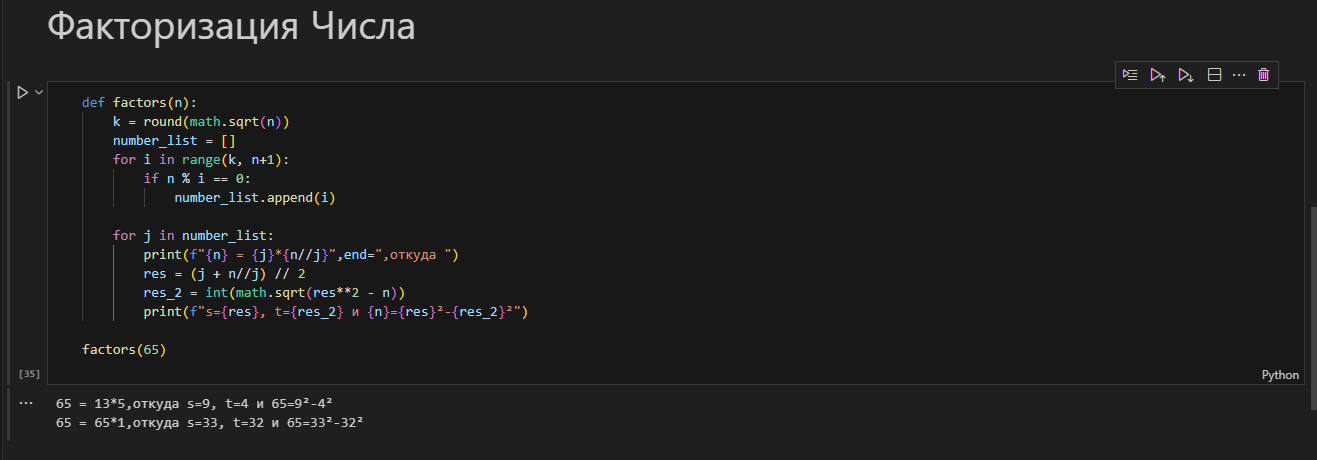 Факторизация Числа
def factors(n):
    k = round(math.sqrt(n))
    number_list = []
    for i in range(k, n+1):
        if n % i == 0:
            number_list.append(i)
    for j in number_list:
        print(f"{n} = {j}*{n//j}",end=",откуда ")
        res = (j + n//j) // 2
        res_2 = int(math.sqrt(res**2 - n))
        print(f"s={res}, t={res_2} и {n}={res}²-{res_2}²")
factors(65)
[35]
Python
65 = 13*5,откуда s=9, t=4 и 65=9²-4²
65 = 65*1,откуда s=33, t=32 и 65=33²-32²